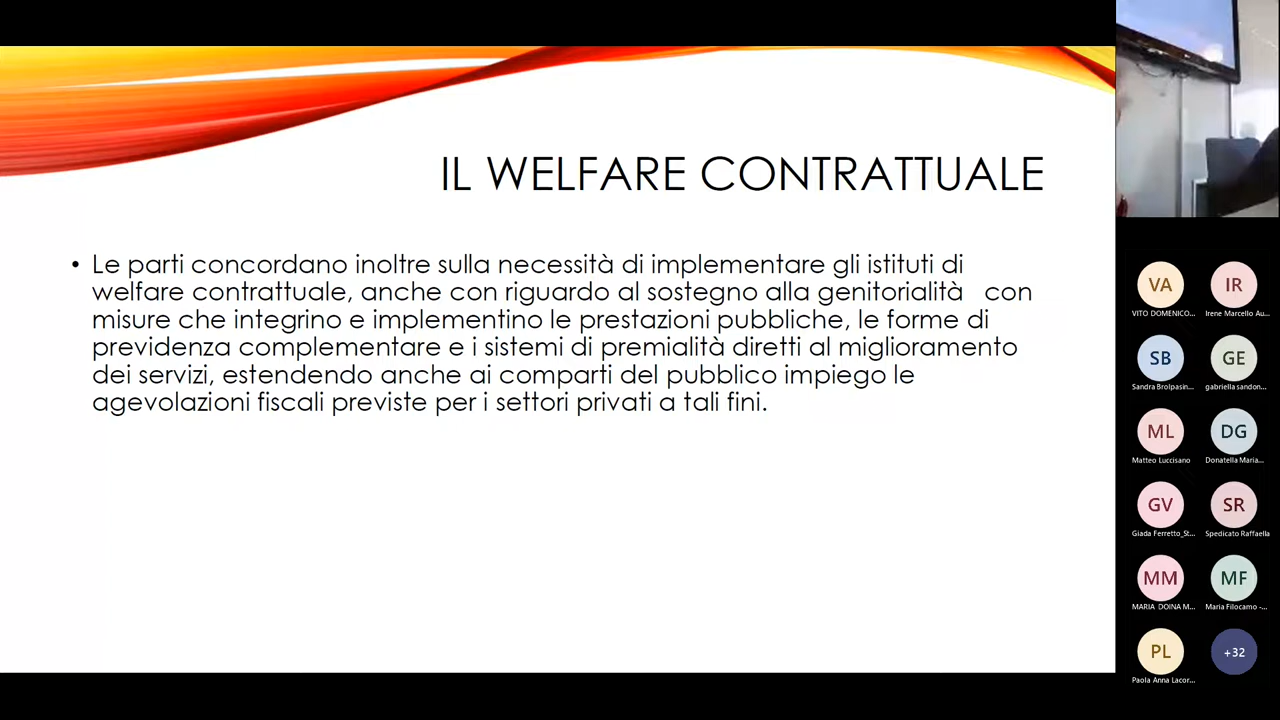 IL WELFARE CONTRATTUALE
• Le parti concordano inoltre sulla necessità di implementare gli istituti di
welfare contrattuale, anche con riguardo al sostegno alla genitorialità con
misure che integrino e implementino le prestazioni pubbliche, le forme di
previdenza complementare e i sistemi di premialità diretti al miglioramento
dei servizi, estendendo anche ai comparti del pubblico impiego le
agevolazioni fiscali previste per i settori privati a tali fini.
VA IR
VITO DOMENICO... Irene Marcello Au...
SB GE
Sandra Brolpasin... gabriella sandon...
ML DG
Matteo Luccisano Donatella Maria...
GV SR
Giada Ferretto_St... Spedicato Raffaella
MM MF
MARIA DOINA M... Maria Filocamo -...
PL +32
Paola Anna Lacor...